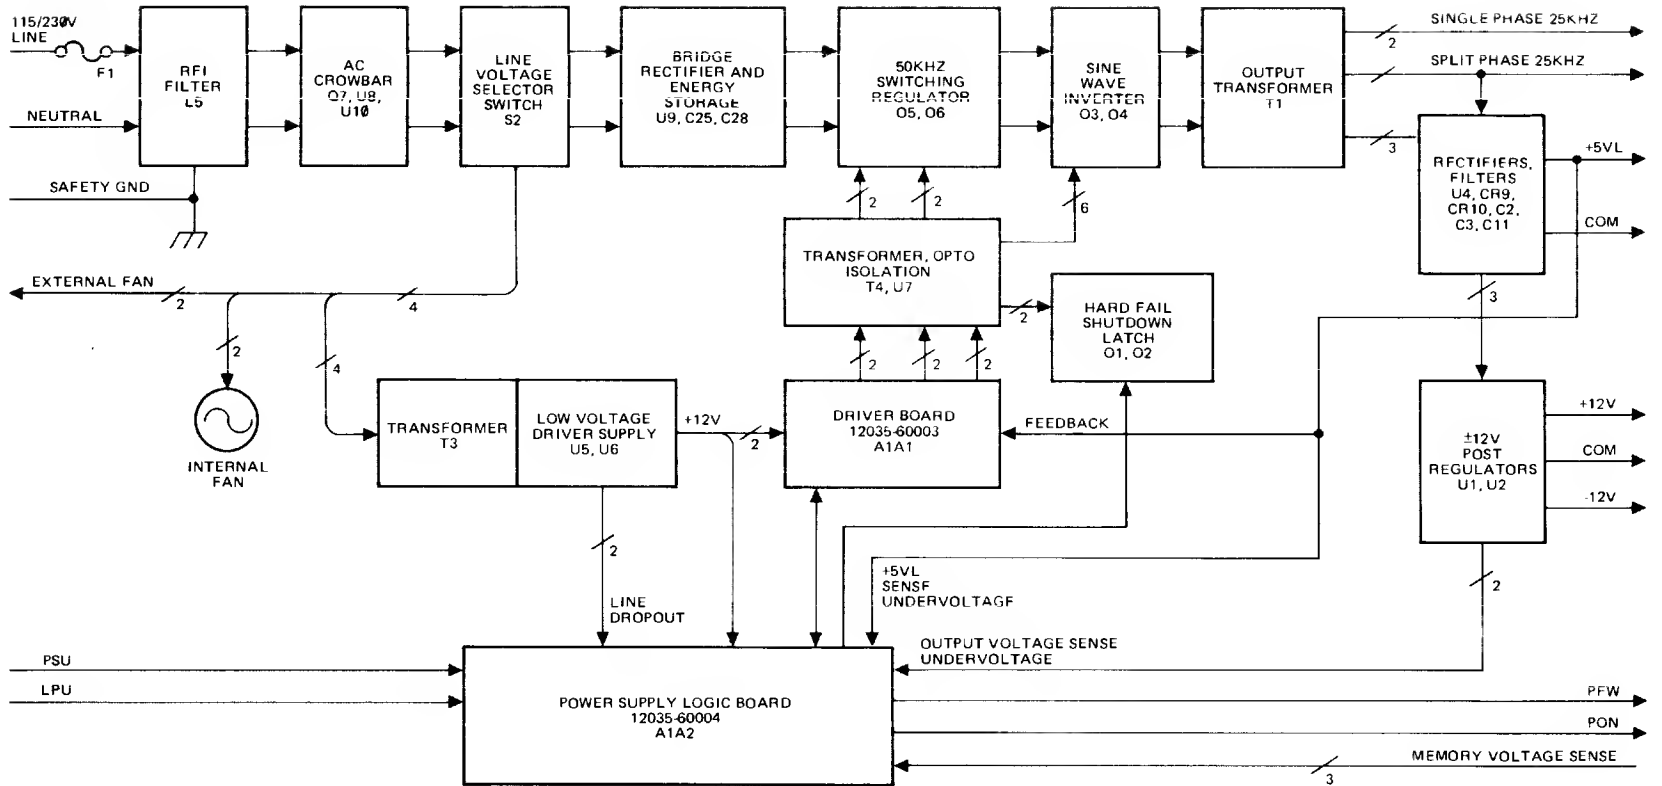 115/230V
LINE
F1
NEUTRAL
SAFETY GND
RFI
FILTER
L5
AC
CROWBAR
Q7, U8,
U10
LINE
VOLTAGE
SELECTOR
SWITCH
S2
BRIDGE
RECTIFIER AND
ENERGY
STORAGE
U9, C25, C28
50KHZ
SWITCHING
REGULATOR
O5, O6
SINE
WAVE
INVERTER
O3, O4
OUTPUT
TRANSFORMER
T1
SINGLE PHASE 25KHZ
2
SPLIT PHASE 25KHZ
3
RECTIFIERS,
FILTERS
U4, CR9,
CR10, C2,
C3, C11
+5VL
COM
2
2
6
TRANSFORMER, OPTO
ISOLATION
T4, U7
2
HARD FAIL
SHUTDOWN
LATCH
O1, O2
3
EXTERNAL FAN
2
4
2
4
INTERNAL
FAN
2
2
2
TRANSFORMER
T3
LOW VOLTAGE
DRIVER SUPPLY
U5, U6
+12V
2
DRIVER BOARD
12035-60003
A1A1
FEEDBACK
±12V
POST
REGULATORS
U1, U2
+12V
COM
-12V
2
LINE
DROPOUT
+5VL
SENSE
UNDERVOLTAGE
2
OUTPUT VOLTAGE SENSE
UNDERVOLTAGE
PSU
LPU
POWER SUPPLY LOGIC BOARD
12035-60004
A1A2
PFW
PON
MEMORY VOLTAGE SENSE
3